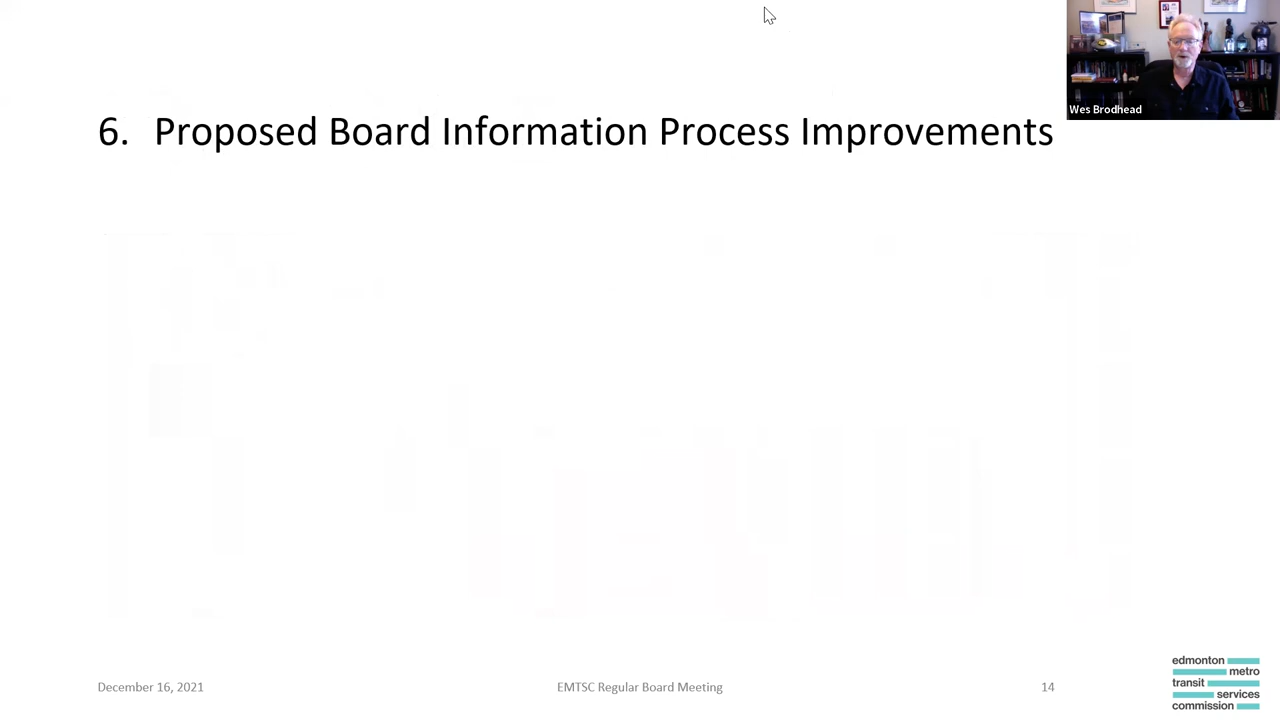 Wes Brodhead
6. Proposed Board Information Process Improvements
December 16, 2021
EMTSC Regular Board Meeting
14
edmonton
metro
transit
services
commission